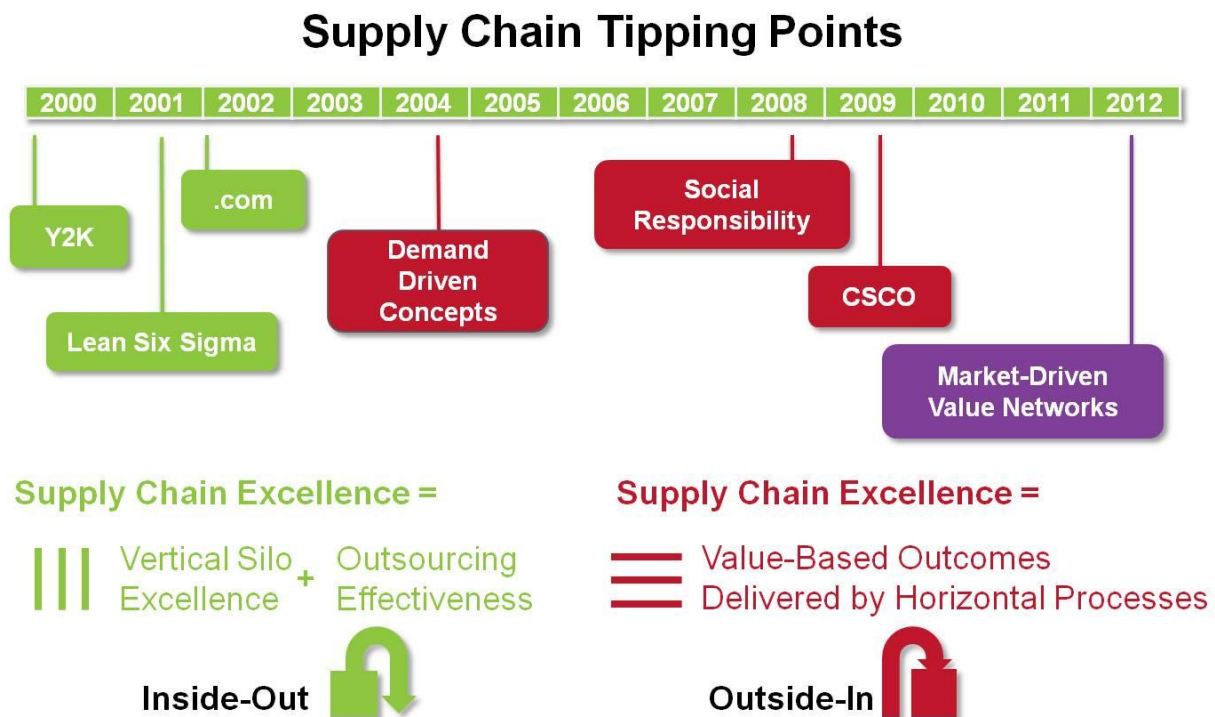 Supply Chain Tipping Points
2000 2001 2002 2003 2004 2005 2006 2007 2008 2009 2010 2011 2012
Y2K
.com
Lean Six Sigma
Demand
Driven
Concepts
Social
Responsibility
CSCO
Market-Driven
Value Networks
Supply Chain Excellence =
Vertical Silo
Excellence
+
Outsourcing
Effectiveness
Inside-Out
Supply Chain Excellence =
Value-Based Outcomes
Delivered by Horizontal Processes
Outside-In